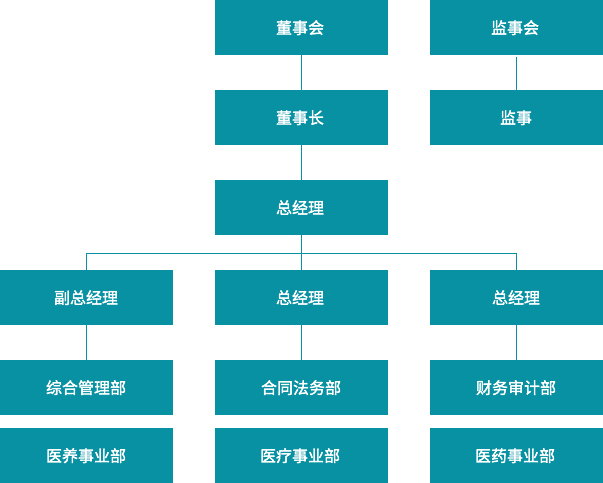 董事会
监事会
董事长
监事
总经理
副总经理
总经理
总经理
综合管理部
合同法务部
财务审计部
医养事业部
医疗事业部
医药事业部